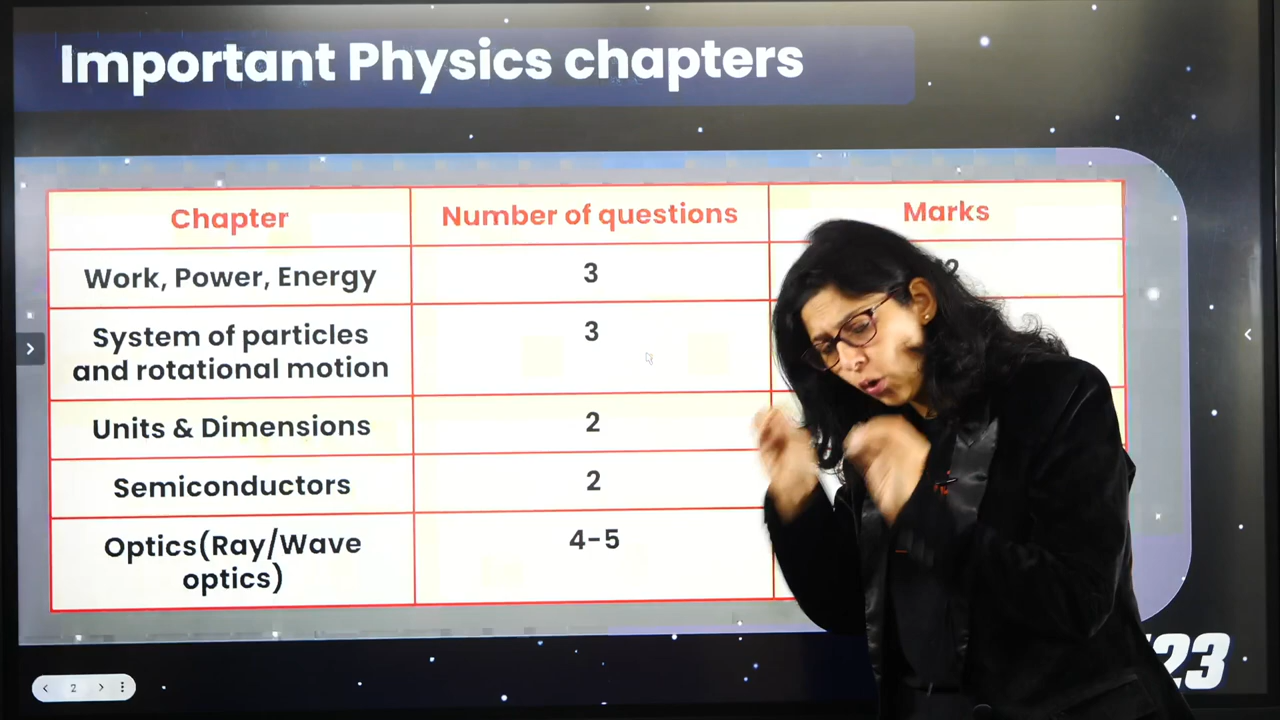 Important Physics chapters
Chapter Number of questions Marks
Work, Power, Energy 3
System of particles
and rotational motion 3
Units & Dimensions 2
Semiconductors 2
Optics(Ray/Wave
optics) 4-5
2
23